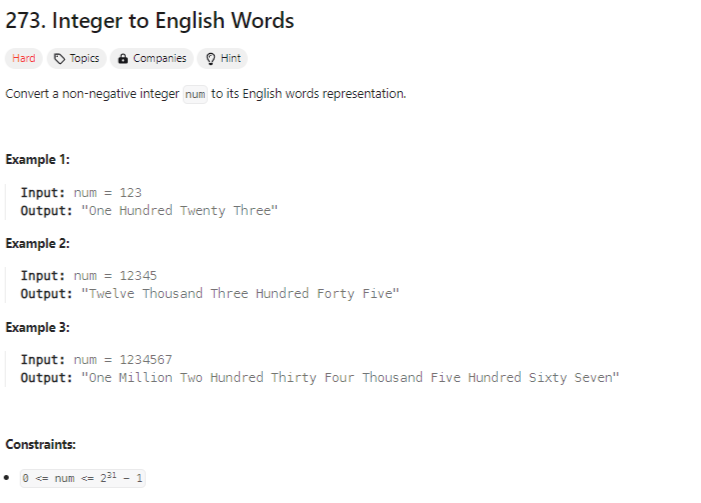 273. Integer to English Words
Hard Topics Companies Hint
Convert a non-negative integer num to its English words representation.
Example 1:
Input: num = 123
Output: "One Hundred Twenty Three"
Example 2:
Input: num = 12345
Output: "Twelve Thousand Three Hundred Forty Five"
Example 3:
Input: num = 1234567
Output: "One Million Two Hundred Thirty Four Thousand Five Hundred Sixty Seven"
Constraints:
• 0 <= num <= 2³¹ - 1